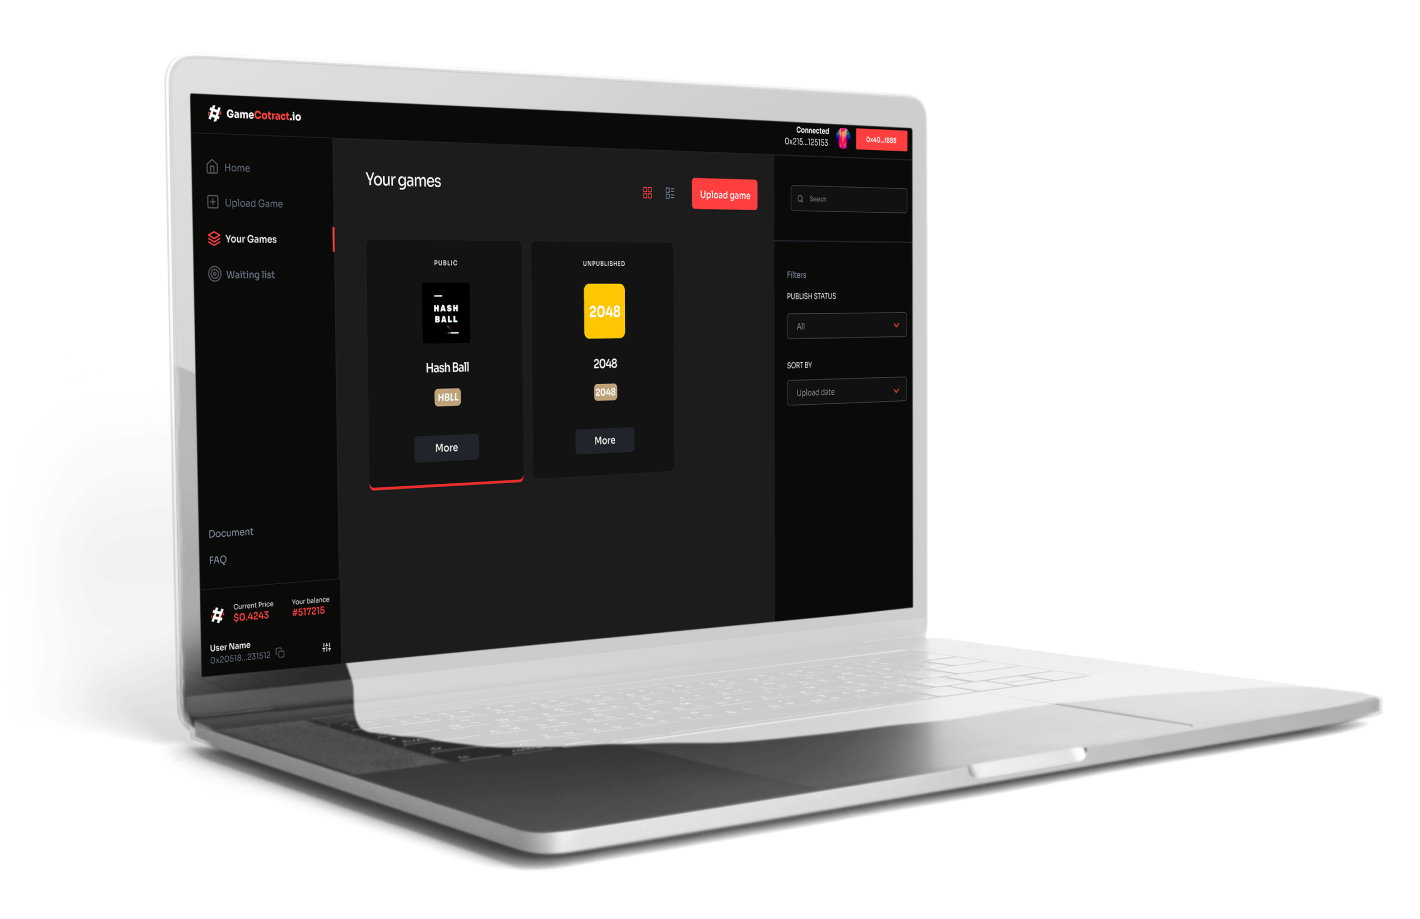 GameCotract.io
Connected
0x215...125153
0x40...f88B
Home
Upload Game
Your Games
Waiting list
Document
FAQ
Current Price
$0.4243
Your balance
#517215
User Name
0x20518...231512
Your games
Upload game
PUBLIC
HASH
BALL
Hash Ball
HBLL
More
UNPUBLISHED
2048
2048
2048
More
Search
Filters
PUBLISH STATUS
All
SORT BY
Upload date